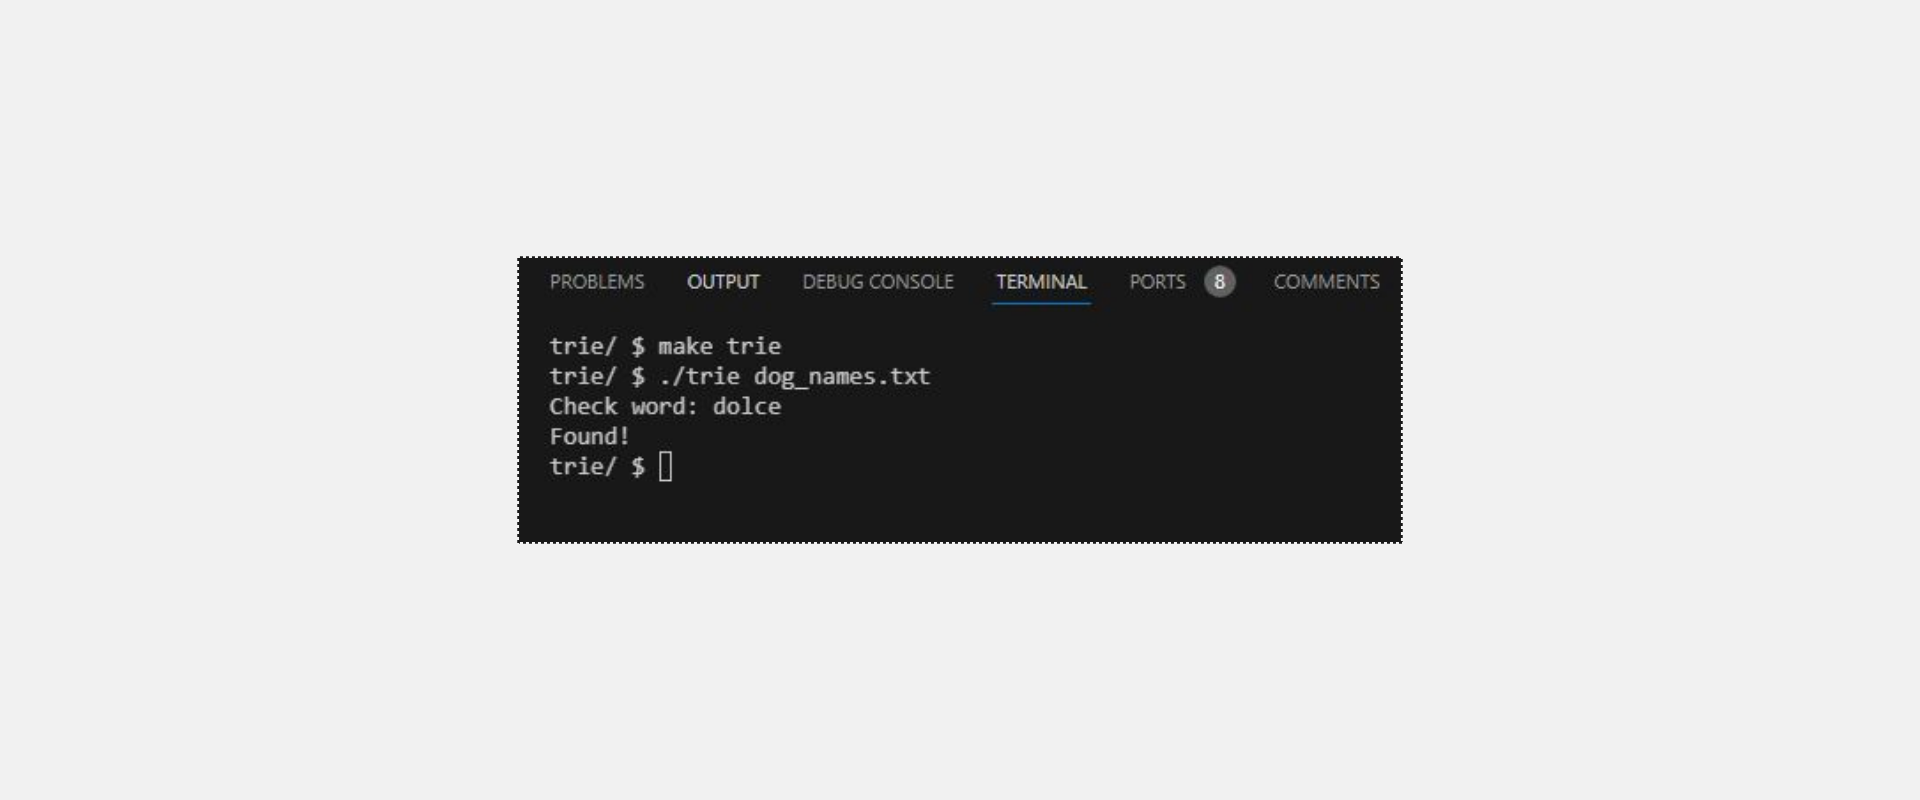 PROBLEMS OUTPUT DEBUG CONSOLE TERMINAL PORTS 8 COMMENTS
trie/ $ make trie
trie/ $ ./trie dog_names.txt
Check word: dolce
Found!
trie/ $